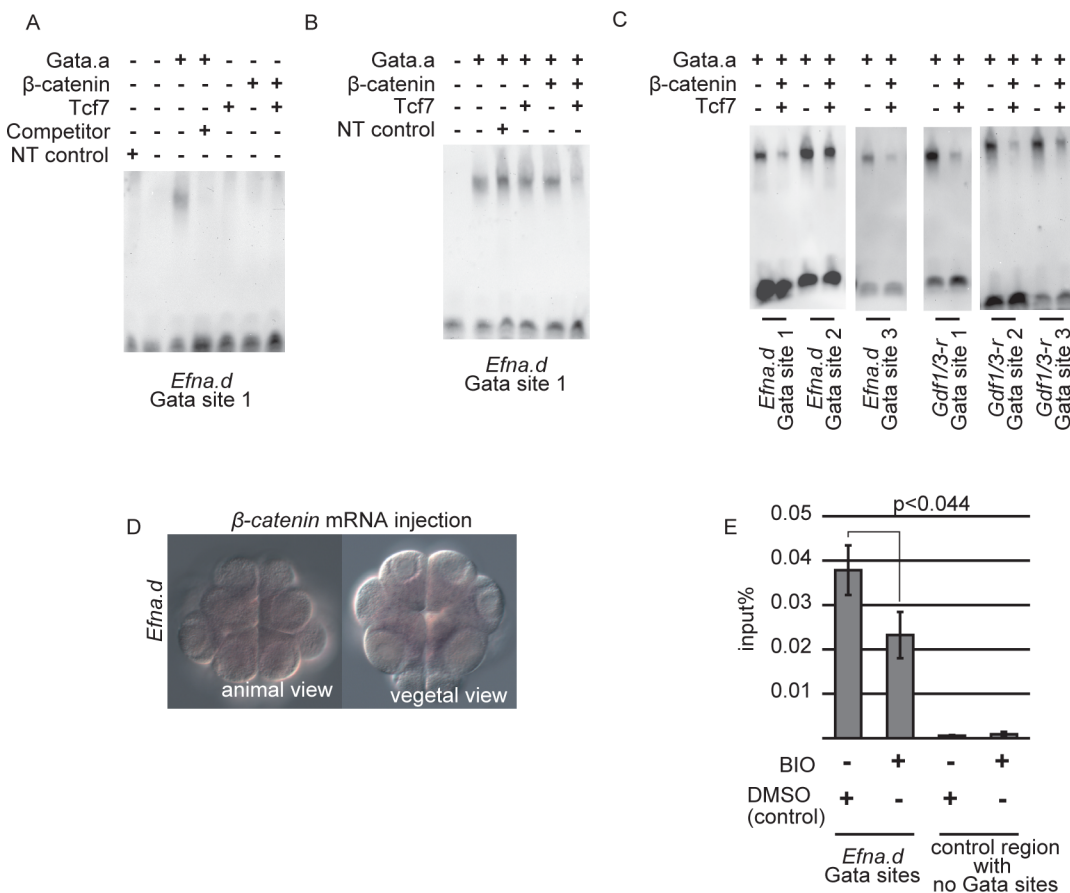 A
Gata.a - - + + - - -
β-catenin - - - - - + +
Tcf7 - - - - + - +
Competitor - - - + - - -
NT control + - - - - - -
Efna.d
Gata site 1
B
Gata.a - + + + + +
β-catenin - - - - + +
Tcf7 - - - + - +
NT control - - + - - -
Efna.d
Gata site 1
C
Gata.a + + + + + + + + + + + +
β-catenin - + - + - + - + - + - +
Tcf7 - + - + - + - + - + - +
Efna.d
Gata site 1
Efna.d
Gata site 2
Efna.d
Gata site 3
Gdf1/3-r
Gata site 1
Gdf1/3-r
Gata site 2
Gdf1/3-r
Gata site 3
D
β-catenin mRNA injection
Efna.d
animal view
vegetal view
E
p<0.044
0.05
0.04
0.03
0.02
0.01
input%
BIO - + - +
DMSO + - + -
(control)
Efna.d
Gata sites
control region
with
no Gata sites